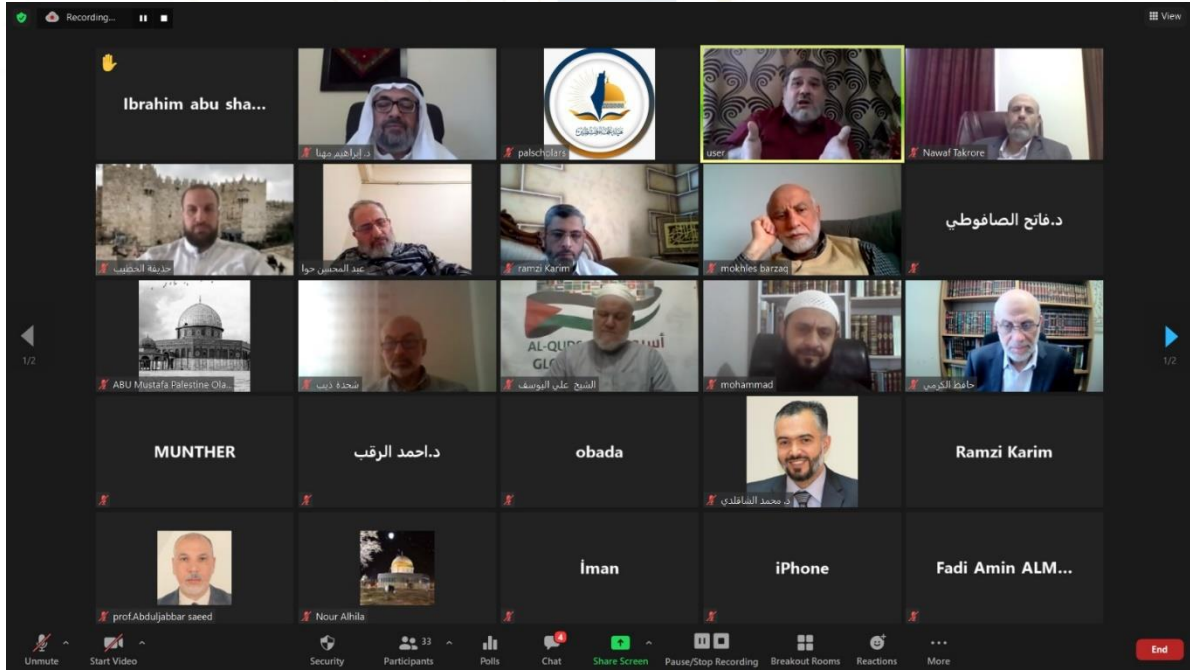 Recording...
View
Ibrahim abu sha...
د. إبراهيم مهنا
palscholars
user
Nawaf Takrore
حذيفة الخطيب
عبد المحسن حوا
ramzi Karim
mokhles barzaq
د.فاتح الصافوطي
1/2
ABU Mustafa Palestine Ola...
شحدة ذيب
AL-QU
GL
الشيخ علي اليوسف
mohammad
حافظ الكرمي
1/2
MUNTHER
د.احمد الرقب
obada
د. محمد الشاقلدي
Ramzi Karim
prof.Abduljabbar saeed
Nour Alhila
İman
iPhone
Fadi Amin ALM...
Unmute
Start Video
Security
33
Participants
Polls
4
Chat
Share Screen
Pause/Stop Recording
Breakout Rooms
Reactions
More
End